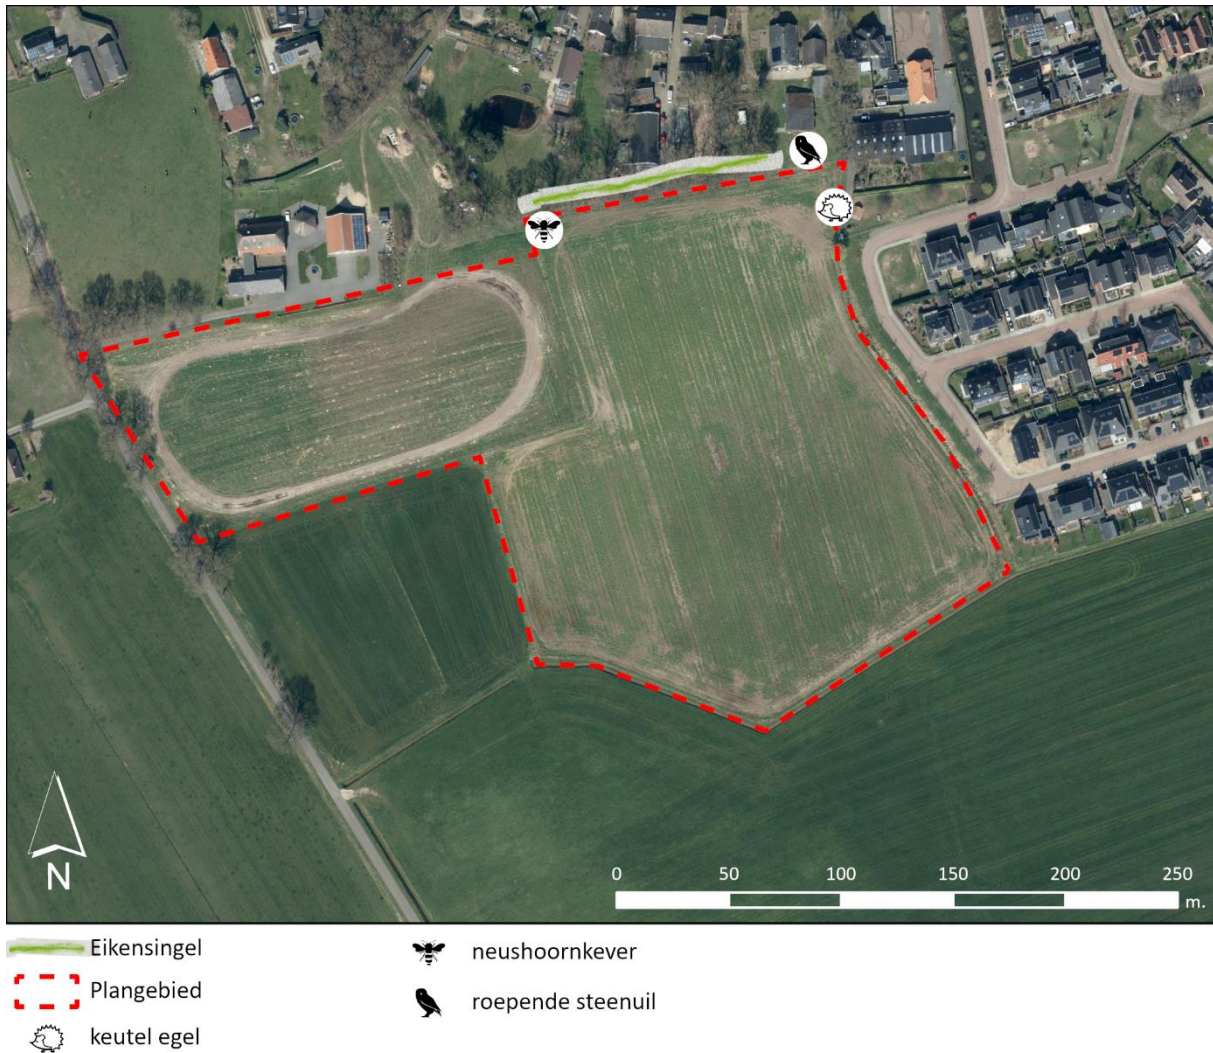 N
0 50 100 150 200 250
m.
Eikensingel
Plangebied
keutel egel
neushoornkever
roepende steenuil